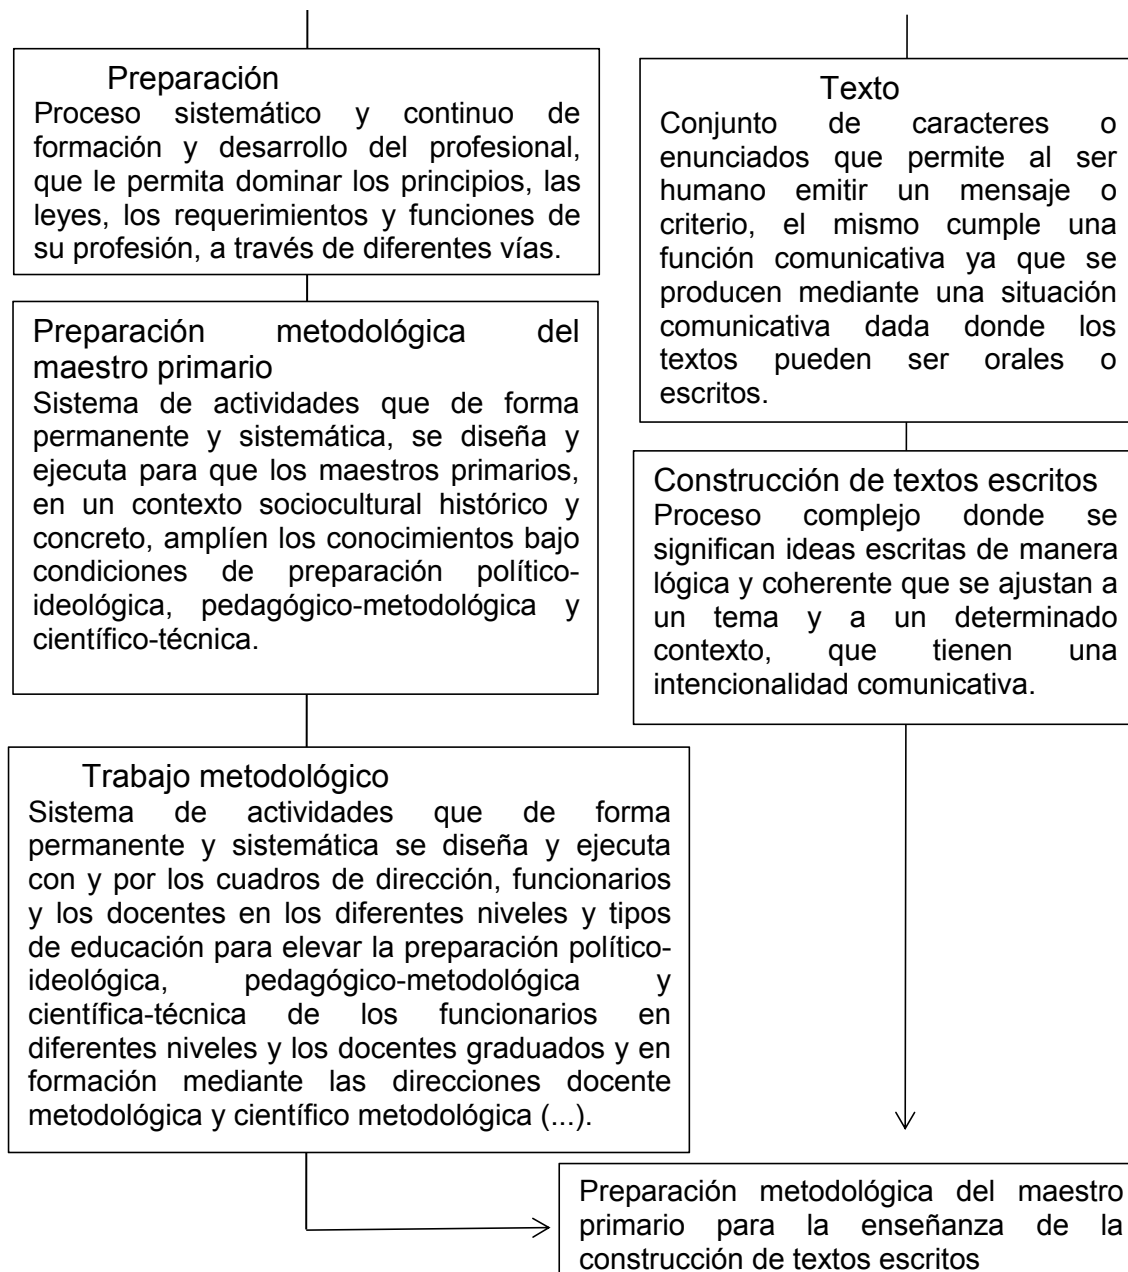 Preparación
Proceso sistemático y continuo de
formación y desarrollo del profesional,
que le permita dominar los principios, las
leyes, los requerimientos y funciones de
su profesión, a través de diferentes vías.
Preparación metodológica del
maestro primario
Sistema de actividades que de forma
permanente y sistemática, se diseña y
ejecuta para que los maestros primarios,
en un contexto sociocultural histórico y
concreto, amplíen los conocimientos bajo
condiciones de preparación político-
ideológica, pedagógico-metodológica y
científico-técnica.
Trabajo metodológico
Sistema de actividades que de forma
permanente y sistemática se diseña y ejecuta
con y por los cuadros de dirección, funcionarios
y los docentes en los diferentes niveles y tipos
de educación para elevar la preparación político-
ideológica, pedagógico-metodológica y
científica-técnica de los funcionarios en
diferentes niveles y los docentes graduados y en
formación mediante las direcciones docente
metodológica y científico metodológica (...).
Texto
Conjunto de caracteres o
enunciados que permite al ser
humano emitir un mensaje o
criterio, el mismo cumple una
función comunicativa ya que se
producen mediante una situación
comunicativa dada donde los
textos pueden ser orales o
escritos.
Construcción de textos escritos
Proceso complejo donde se
significan ideas escritas de manera
lógica y coherente que se ajustan a
un tema y a un determinado
contexto, que tienen una
intencionalidad comunicativa.
Preparación metodológica del maestro
primario para la enseñanza de la
construcción de textos escritos